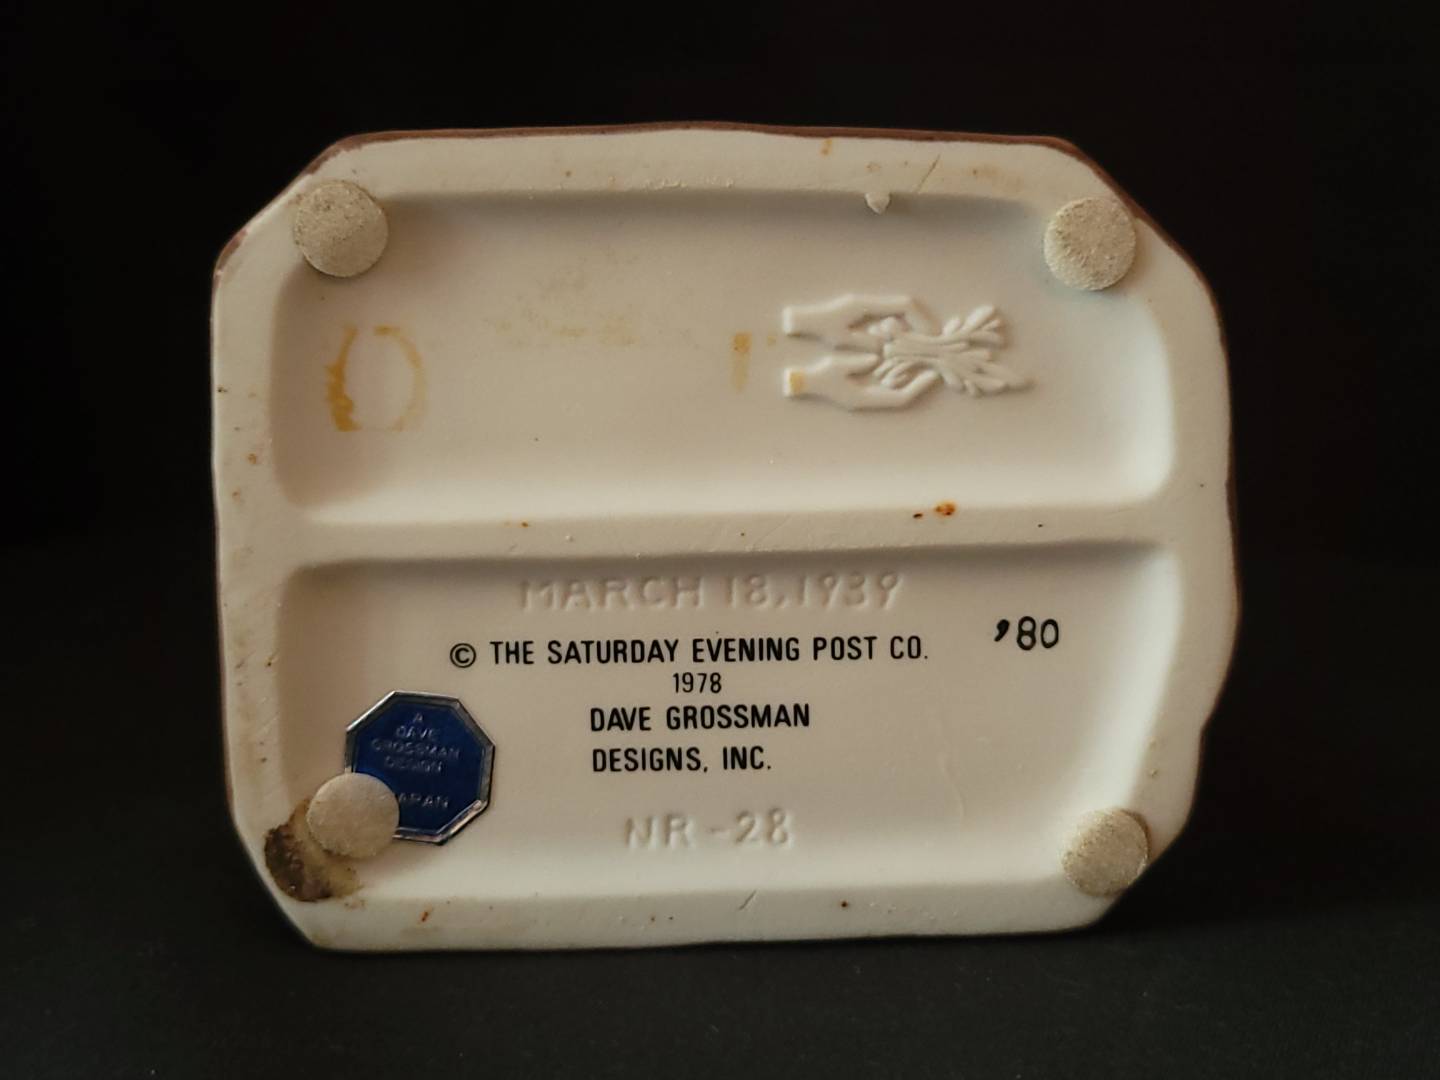 MARCH 18, 1939
© THE SATURDAY EVENING POST CO. '80
1978
DAVE GROSSMAN
DESIGNS, INC.
NR-28
A
DAVE
GROSSMAN
DESIGN
JAPAN